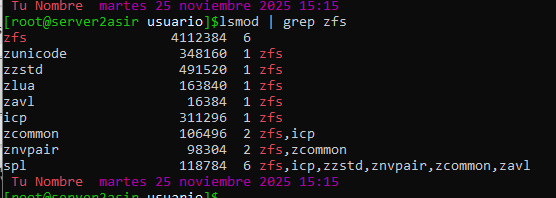 Tu Nombre  martes 25 noviembre 2025 15:15
[root@server2asir usuario]$lsmod | grep zfs
zfs                  4112384  6
zunicode              348160  1 zfs
zzstd                 491520  1 zfs
zlua                  163840  1 zfs
zavl                   16384  1 zfs
icp                   311296  1 zfs
zcommon               106496  2 zfs,icp
znvpair                98304  2 zfs,zcommon
spl                   118784  6 zfs,icp,zzstd,znvpair,zcommon,zavl
Tu Nombre  martes 25 noviembre 2025 15:15
[root@server2asir usuario]$